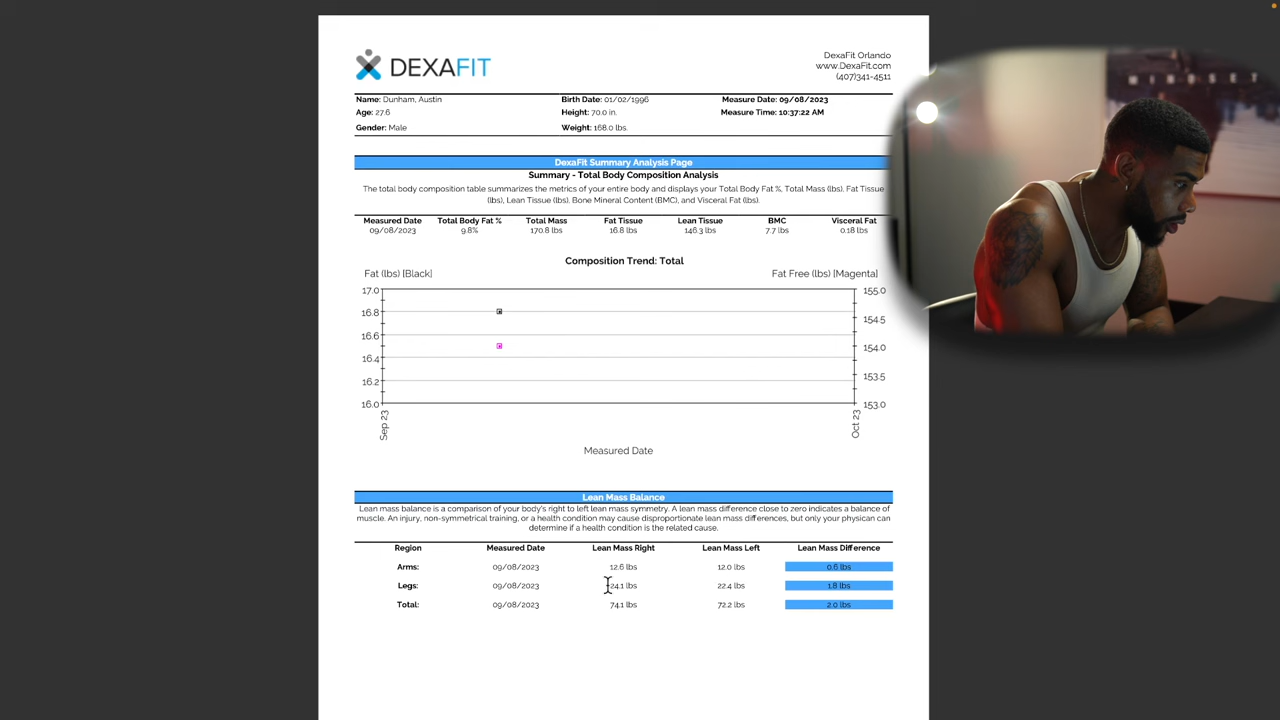 DEXAFIT
DexaFit Orlando
www.DexaFit.com
(407)341-4511
Name: Dunham, Austin Birth Date: 01/02/1996 Measure Date: 09/08/2023
Age: 27.6 Height: 70.0 in. Measure Time: 10:37:22 AM
Gender: Male Weight: 168.0 lbs.
DexaFit Summary Analysis Page
Summary - Total Body Composition Analysis
The total body composition table summarizes the metrics of your entire body and displays your Total Body Fat %, Total Mass (lbs), Fat Tissue
(lbs), Lean Tissue (lbs), Bone Mineral Content (BMC), and Visceral Fat (lbs).
Measured Date Total Body Fat % Total Mass Fat Tissue Lean Tissue BMC Visceral Fat
09/08/2023 9.8% 170.8 lbs 16.8 lbs 146.3 lbs 7.7 lbs 0.18 lbs
Composition Trend: Total
Fat (lbs) [Black] Fat Free (lbs) [Magenta]
17.0 155.0
16.8 154.5
16.6
16.4 154.0
16.2 153.5
16.0 153.0
Sep 23 Oct 23
Measured Date
Lean Mass Balance
Lean mass balance is a comparison of your body's right to left lean mass symmetry. A lean mass difference close to zero indicates a balance of
muscle. An injury, non-symmetrical training, or a health condition may cause disproportionate lean mass differences, but only your physican can
determine if a health condition is the related cause.
Region Measured Date Lean Mass Right Lean Mass Left Lean Mass Difference
Arms: 09/08/2023 12.6 lbs 12.0 lbs 0.6 lbs
Legs: 09/08/2023 24.1 lbs 22.4 lbs 1.8 lbs
Total: 09/08/2023 74.1 lbs 72.2 lbs 2.0 lbs
MINDSET